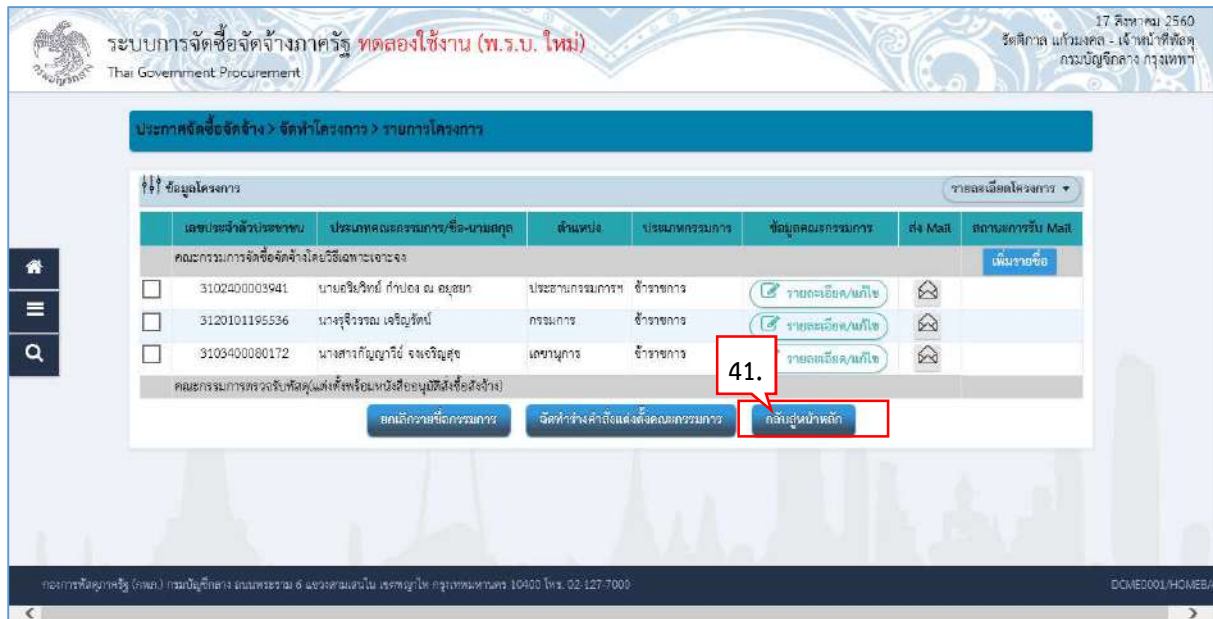 17 สิงหาคม 2560
ระบบการจัดซื้อจัดจ้างภาครัฐ ทดลองใช้งาน (พ.ร.บ. ใหม่)
รัตติกาล แก้วมงคล - เจ้าหน้าที่พัสดุ
Thai Government Procurement
กรมบัญชีกลาง กรุงเทพฯ
ประกาศจัดซื้อจัดจ้าง > จัดทำโครงการ > รายการโครงการ
ข้อมูลโครงการ รายละเอียดโครงการ
เลขประจำตัวประชาชน ประเภทคณะกรรมการ/ชื่อ-นามสกุล ตำแหน่ง ประเภทกรรมการ ข้อมูลคณะกรรมการ ส่ง Mail สถานะการรับ Mail
คณะกรรมการจัดซื้อจัดจ้างโดยวิธีเฉพาะเจาะจง เพิ่มรายชื่อ
3102400003941 ณ อยุธยา ประธานกรรมการฯ ข้าราชการ รายละเอียด/แก้ไข
3120101195536 นางรุจิวรรณ เจริญรัตน์ กรรมการ ข้าราชการ รายละเอียด/แก้ไข
3103400080172 นางสาวกัญญาวีย์ จงเจริญสุข เลขานุการ ข้าราชการ รายละเอียด/แก้ไข
41.
คณะกรรมการตรวจรับพัสดุ(แต่งตั้งพร้อมหนังสืออนุมัติสั่งซื้อสั่งจ้าง)
ยกเลิกรายชื่อกรรมการ จัดทำร่างคำสั่งแต่งตั้งคณะกรรมการ กลับสู่หน้าหลัก
กองการพัสดุภาครัฐ (กพภ.) กรมบัญชีกลาง ถนนพระราม 6 แขวงสามเสนใน เขตพญาไท กรุงเทพมหานคร 10400 โทร. 02-127-7000 DCME0001/HOMEBA